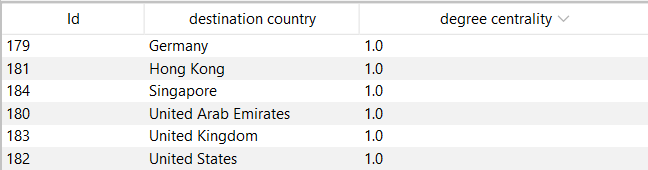 Id destination country degree centrality
179 Germany 1.0
181 Hong Kong 1.0
184 Singapore 1.0
180 United Arab Emirates 1.0
183 United Kingdom 1.0
182 United States 1.0